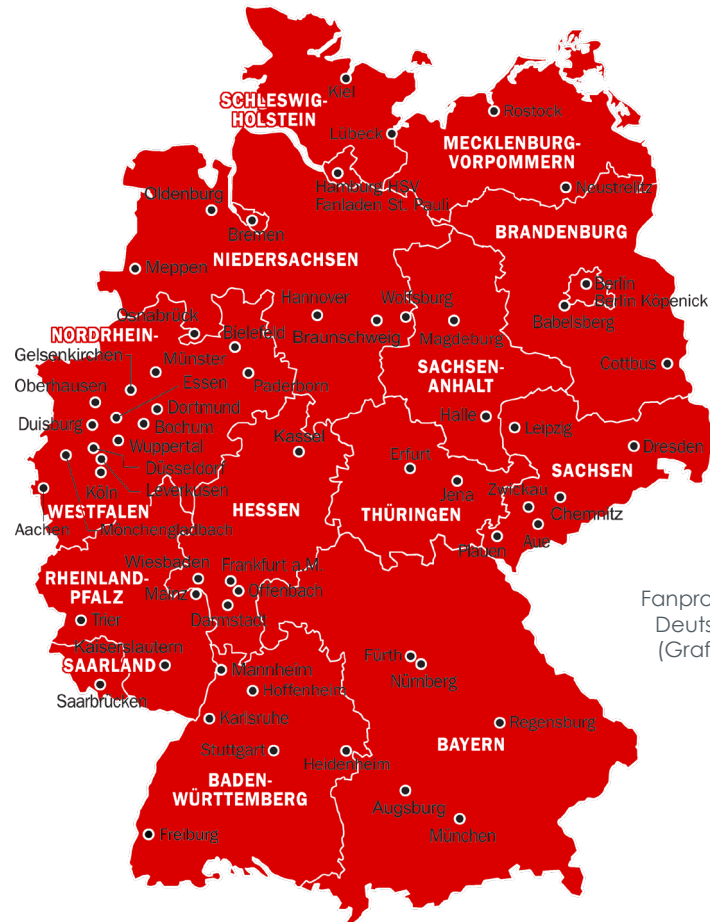 Kiel
SCHLESWIG-
HOLSTEIN
Rostock
Lübeck
MECKLENBURG-
VORPOMMERN
Hamburg HSV
Fanladen St. Pauli
Neustrelitz
Oldenburg
Bremen
BRANDENBURG
NIEDERSACHSEN
Meppen
Berlin
Berlin Köpenick
Babelsberg
Hannover
Wolfsburg
Osnabrück
Braunschweig
Magdeburg
NORDRHEIN-
Bielefeld
Gelsenkirchen
Münster
Essen
Paderborn
SACHSEN-
ANHALT
Cottbus
Oberhausen
Dortmund
Duisburg
Bochum
Halle
Leipzig
Wuppertal
Kassel
Dresden
Düsseldorf
Erfurt
SACHSEN
Köln
Leverkusen
Jena
Zwickau
WESTFALEN
HESSEN
THÜRINGEN
Chemnitz
Aachen
Mönchengladbach
Aue
Plauen
Wiesbaden
Frankfurt a.M.
RHEINLAND-
PFALZ
Mainz
Offenbach
Darmstadt
Fanpro
Deuts
(Graf
Trier
Kaiserslautern
SAARLAND
Mannheim
Fürth
Nürnberg
Saarbrücken
Hoffenheim
Karlsruhe
Regensburg
Stuttgart
Heidenheim
BAYERN
BADEN-
WÜRTTEMBERG
Augsburg
München
Freiburg